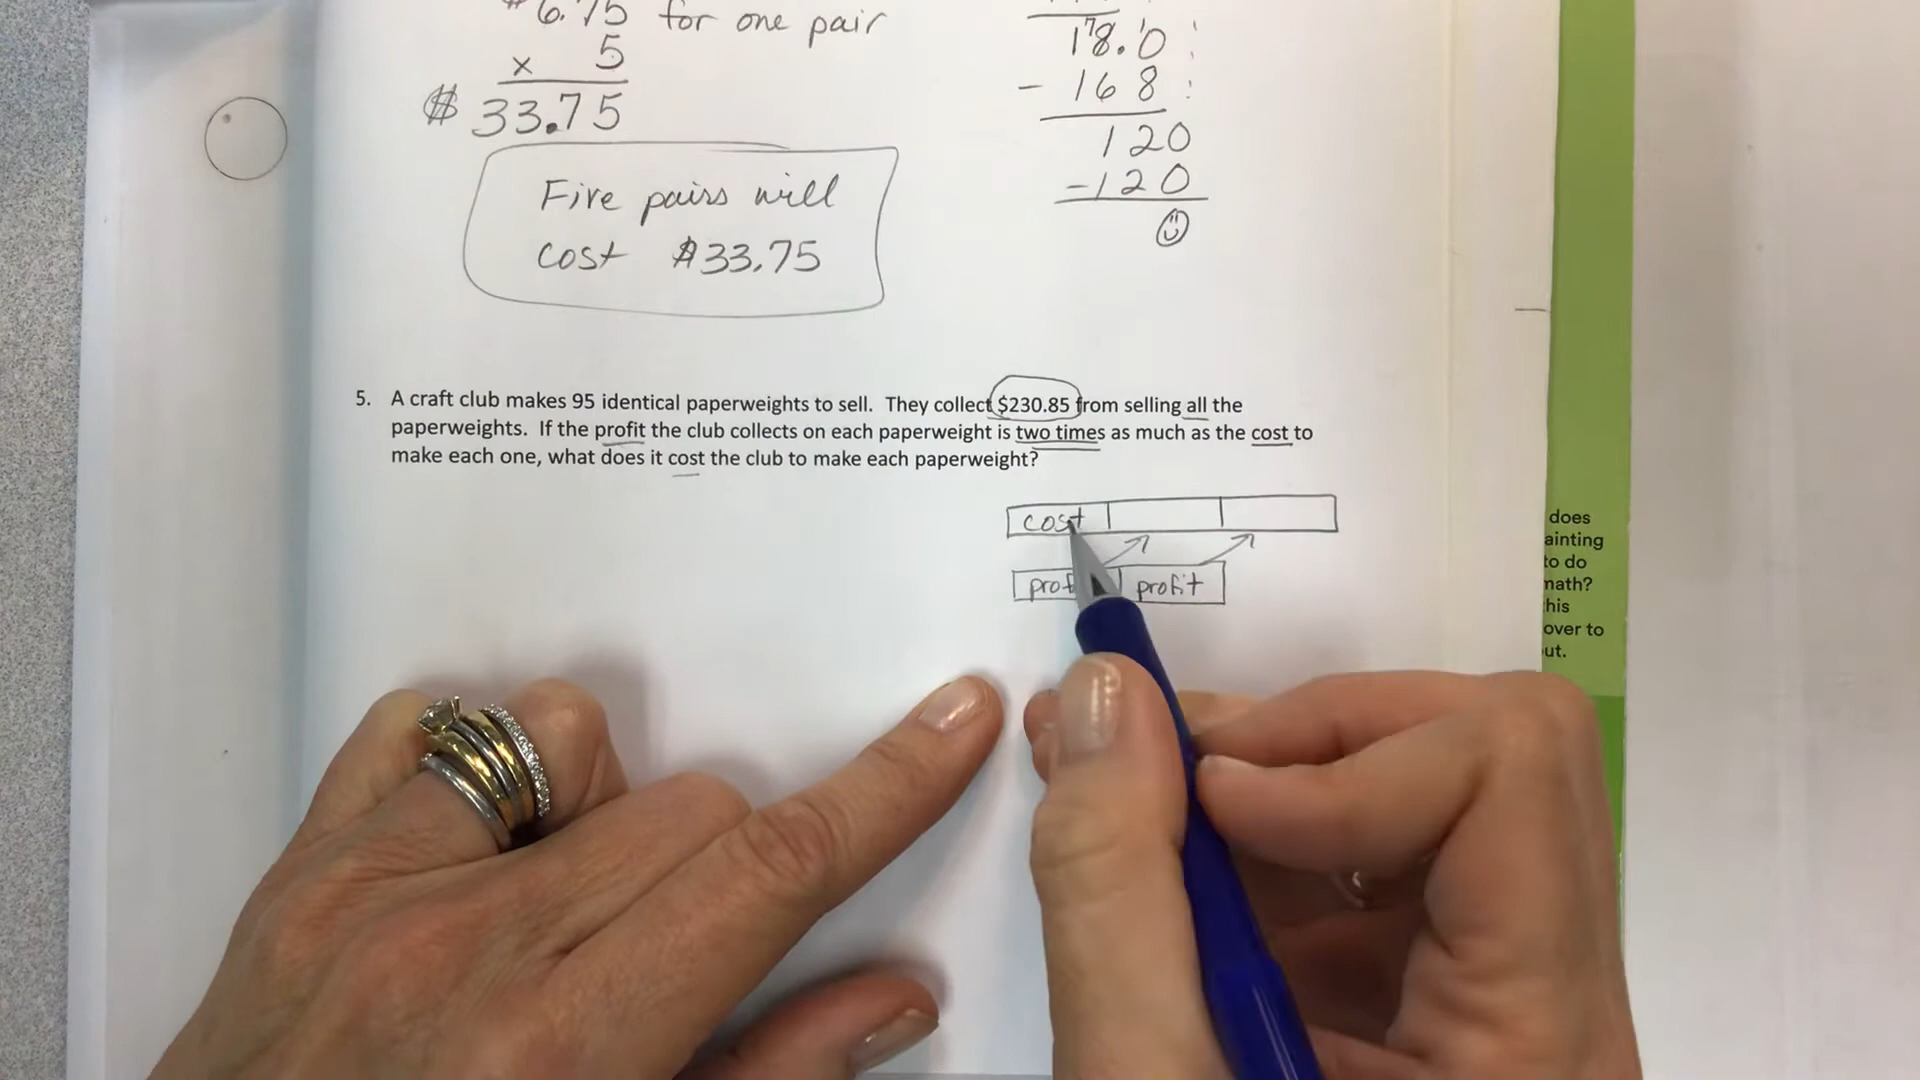 $6.75 for one pair
x 5
$33.75
Five pairs will
cost $33.75
18.0
- 168
120
-120
5. A craft club makes 95 identical paperweights to sell. They collect $230.85 from selling all the
paperweights. If the profit the club collects on each paperweight is two times as much as the cost to
make each one, what does it cost the club to make each paperweight?
cost
profit
does
ainting
to do
math?
his
over to
ut.